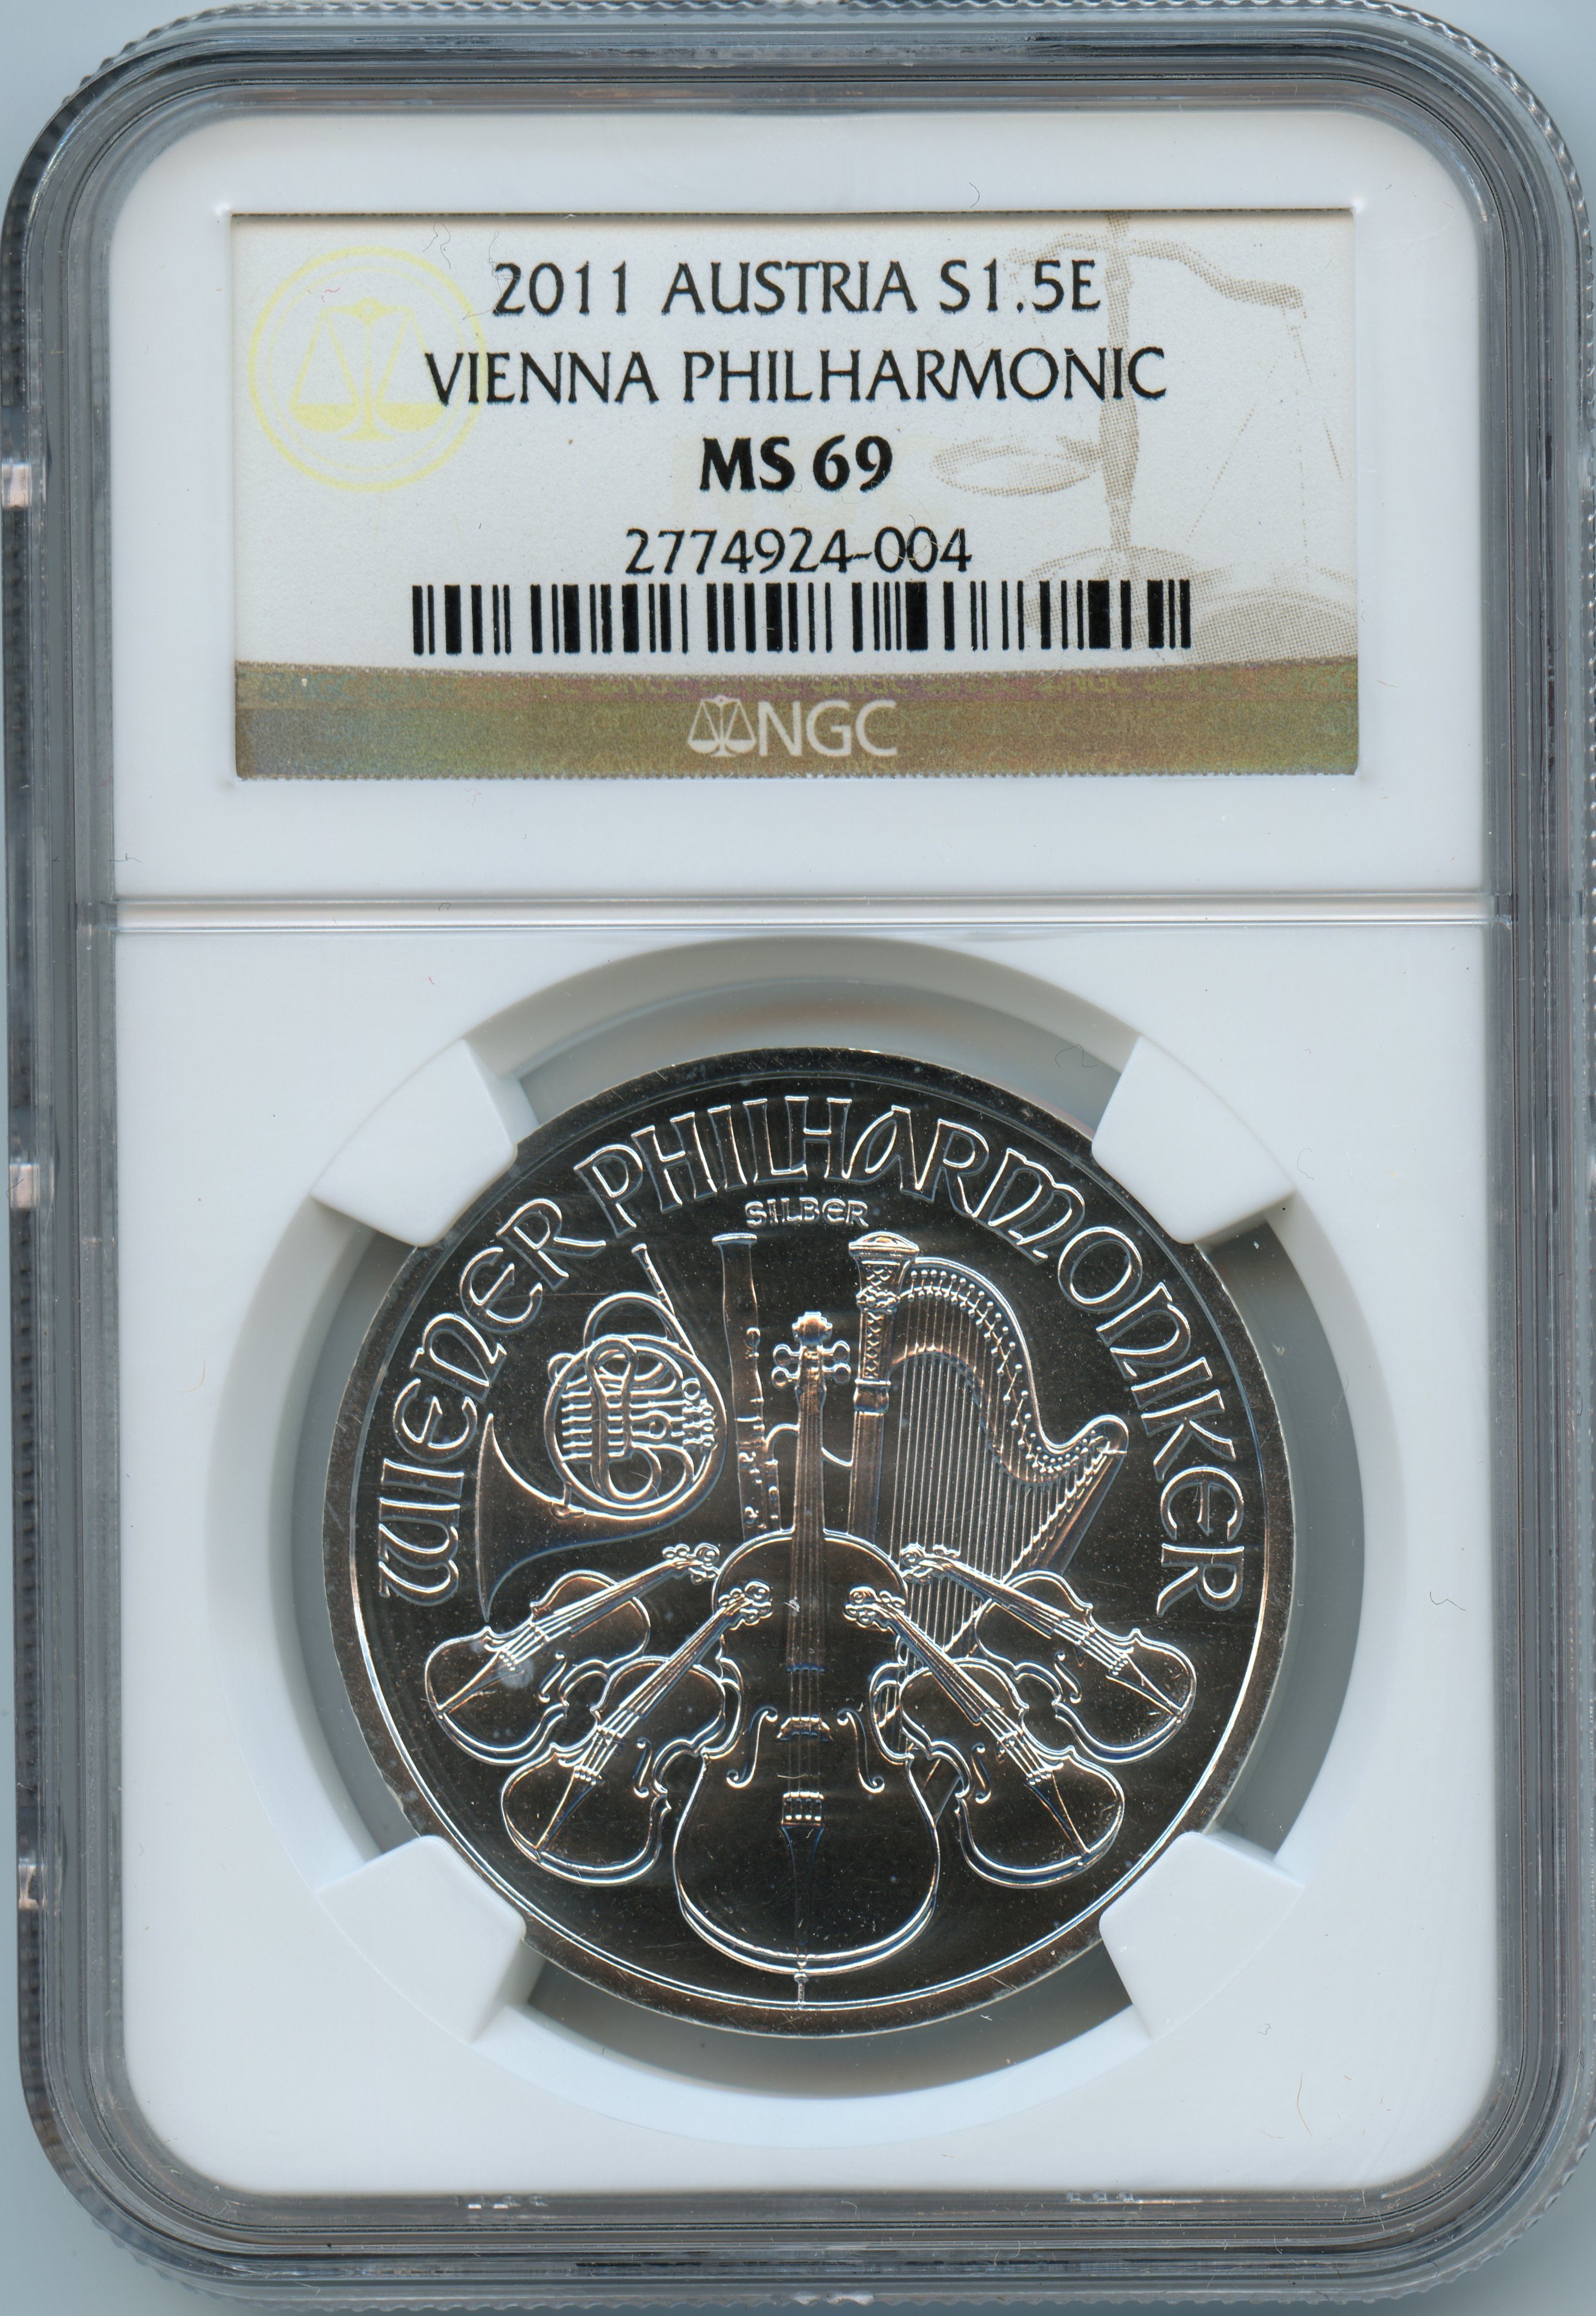 2011 AUSTRIA S1.5E
VIENNA PHILHARMONIC
MS 69
2774924-004
NGC
WIENER PHILHARMONIKER
SILBER